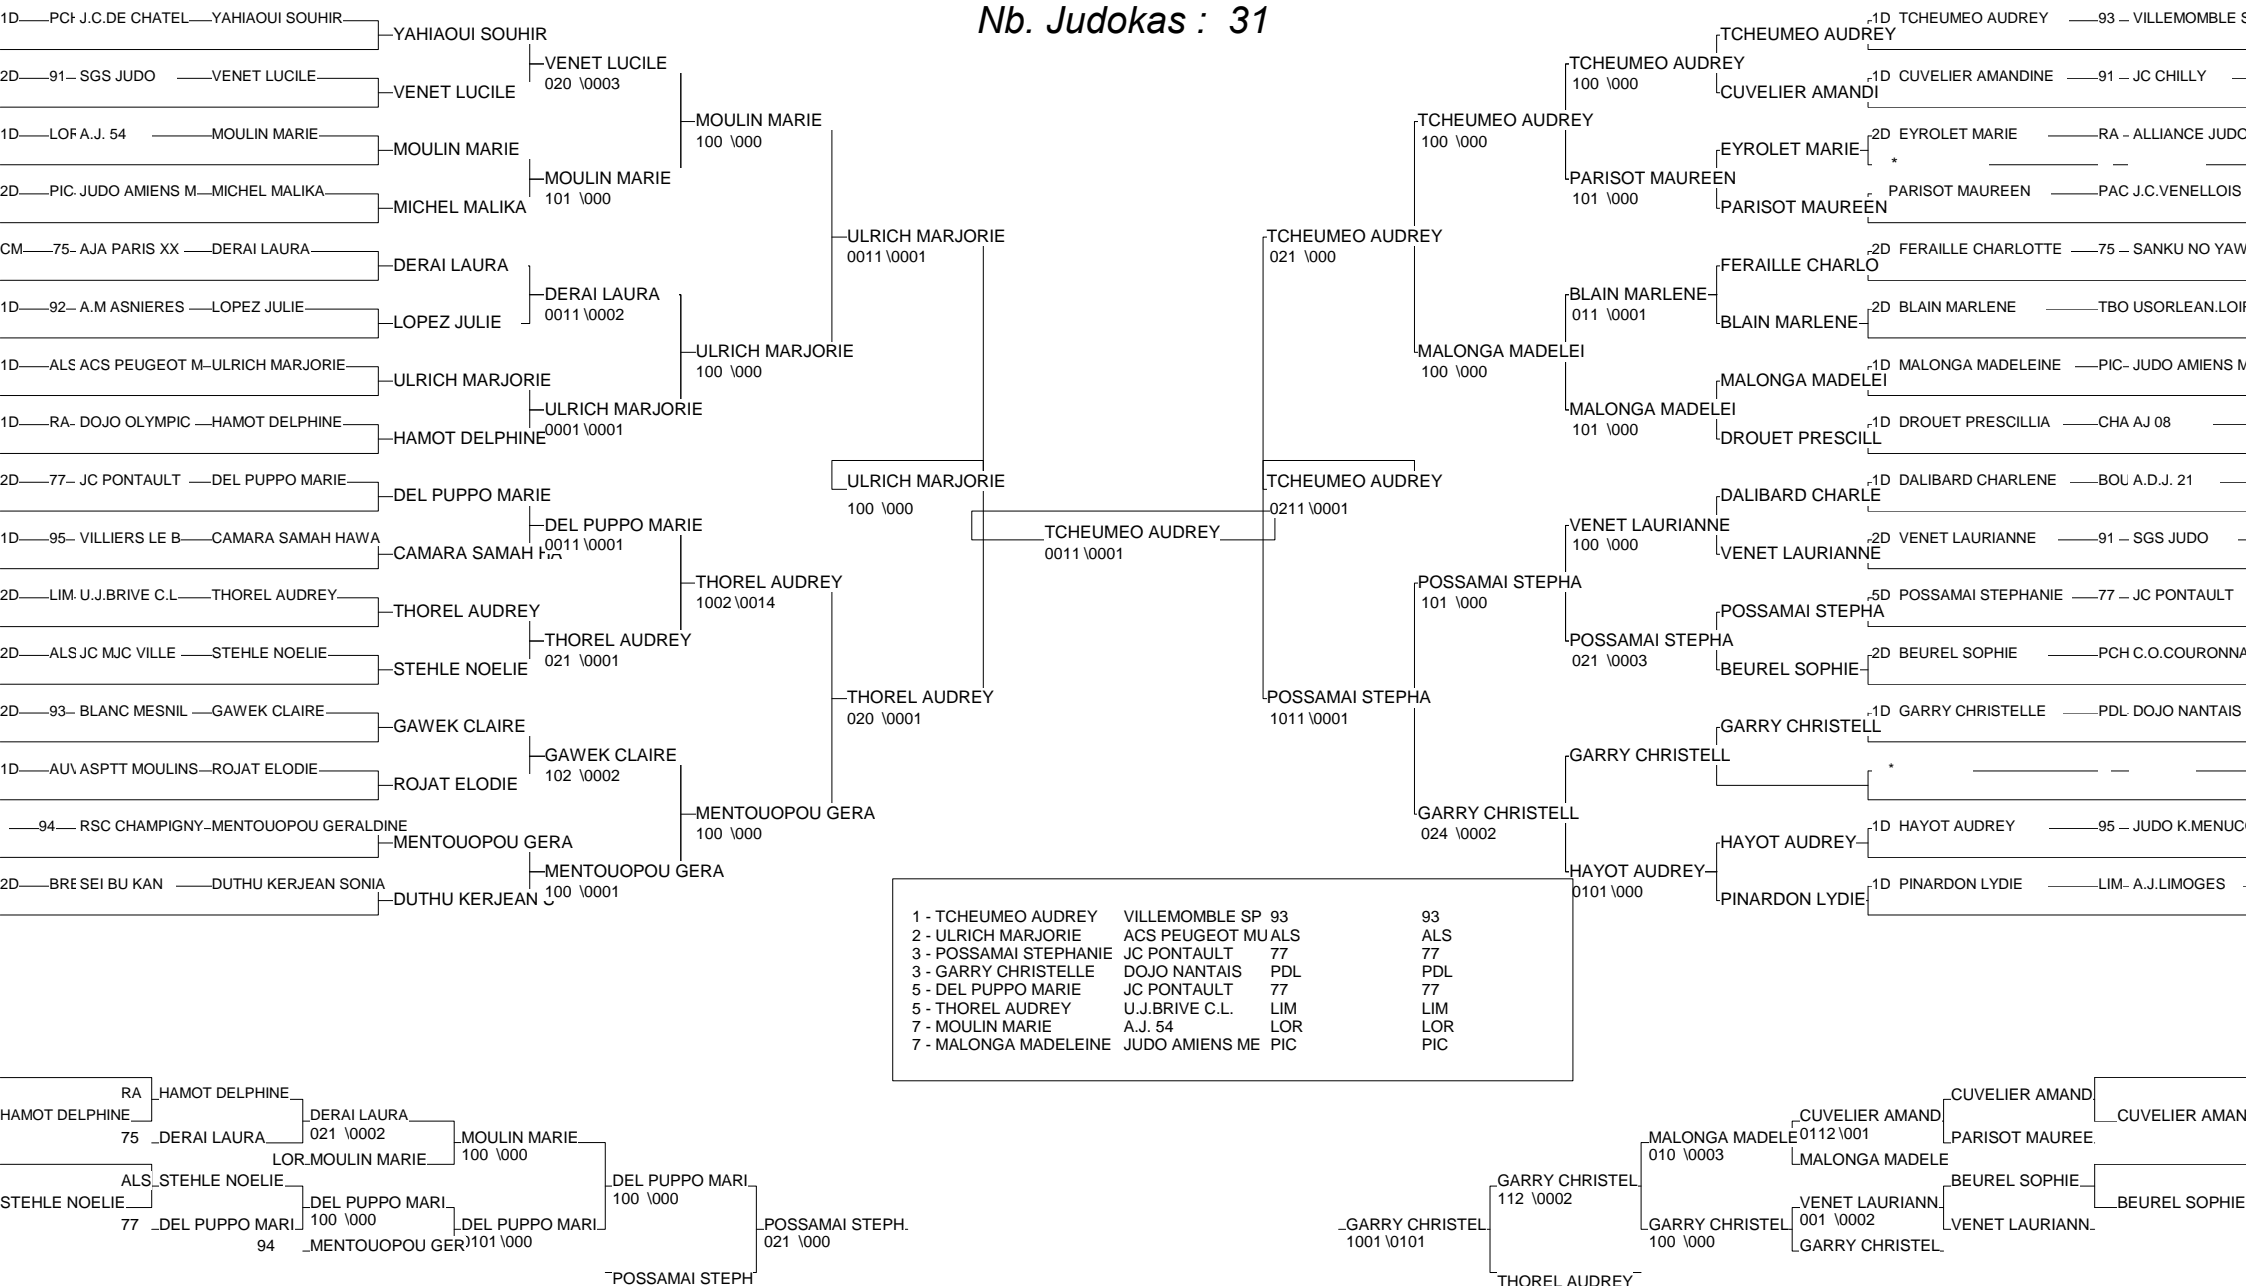 Nb. Judokas : 31
1D PCH J.C.DE CHATEL YAHIAOUI SOUHIR
2D 91 SGS JUDO VENET LUCILE
1D LOR A.J. 54 MOULIN MARIE
2D PIC JUDO AMIENS M MICHEL MALIKA
CM 75 AJA PARIS XX DERAI LAURA
1D 92 A.M ASNIERES LOPEZ JULIE
1D ALS ACS PEUGEOT M ULRICH MARJORIE
1D RA DOJO OLYMPIC HAMOT DELPHINE
2D 77 JC PONTAULT DEL PUPPO MARIE
1D 95 VILLIERS LE B CAMARA SAMAH HAWA
2D LIM U.J.BRIVE C.L THOREL AUDREY
2D ALS JC MJC VILLE STEHLE NOELIE
2D 93 BLANC MESNIL GAWEK CLAIRE
1D AUV ASPTT MOULINS ROJAT ELODIE
94 RSC CHAMPIGNY MENTOUOPOU GERALDINE
2D BRE SEI BU KAN DUTHU KERJEAN SONIA
YAHIAOUI SOUHIR
VENET LUCILE
MOULIN MARIE
MICHEL MALIKA
DERAI LAURA
LOPEZ JULIE
ULRICH MARJORIE
HAMOT DELPHINE
DEL PUPPO MARIE
CAMARA SAMAH HA
THOREL AUDREY
STEHLE NOELIE
GAWEK CLAIRE
ROJAT ELODIE
MENTOUOPOU GERA
DUTHU KERJEAN S
VENET LUCILE
020 \0003
MOULIN MARIE
101 \000
DERAI LAURA
0011 \0002
ULRICH MARJORIE
0001 \0001
DEL PUPPO MARIE
0011 \0001
THOREL AUDREY
021 \0001
GAWEK CLAIRE
102 \0002
MENTOUOPOU GERA
100 \0001
MOULIN MARIE
100 \000
ULRICH MARJORIE
100 \000
THOREL AUDREY
1002 \0014
MENTOUOPOU GERA
100 \000
ULRICH MARJORIE
0011 \0001
THOREL AUDREY
020 \0001
ULRICH MARJORIE
100 \000
TCHEUMEO AUDREY
0011 \0001
TCHEUMEO AUDREY
0211 \0001
TCHEUMEO AUDREY
021 \000
POSSAMAI STEPHA
1011 \0001
TCHEUMEO AUDREY
100 \000
MALONGA MADELEI
100 \000
POSSAMAI STEPHA
101 \000
GARRY CHRISTELL
024 \0002
TCHEUMEO AUDREY
100 \000
PARISOT MAUREEN
101 \000
BLAIN MARLENE
011 \0001
MALONGA MADELEI
101 \000
VENET LAURIANNE
100 \000
POSSAMAI STEPHA
021 \0003
GARRY CHRISTELL
HAYOT AUDREY
0101 \000
TCHEUMEO AUDREY
CUVELIER AMANDI
EYROLET MARIE
PARISOT MAUREEN
FERAILLE CHARLO
BLAIN MARLENE
MALONGA MADELEI
DROUET PRESCILL
DALIBARD CHARLE
VENET LAURIANNE
POSSAMAI STEPHA
BEUREL SOPHIE
GARRY CHRISTELL
HAYOT AUDREY
PINARDON LYDIE
1D TCHEUMEO AUDREY 93 VILLEMOMBLE S
1D CUVELIER AMANDINE 91 JC CHILLY
2D EYROLET MARIE RA ALLIANCE JUDO
*
PARISOT MAUREEN PAC J.C.VENELLOIS
2D FERAILLE CHARLOTTE 75 SANKU NO YAW
2D BLAIN MARLENE TBO USORLEAN.LOIR
1D MALONGA MADELEINE PIC JUDO AMIENS M
1D DROUET PRESCILLIA CHA AJ 08
1D DALIBARD CHARLENE BOU A.D.J. 21
2D VENET LAURIANNE 91 SGS JUDO
5D POSSAMAI STEPHANIE 77 JC PONTAULT
2D BEUREL SOPHIE PCH C.O.COURONNA
1D GARRY CHRISTELLE PDL DOJO NANTAIS
*
1D HAYOT AUDREY 95 JUDO K.MENUCO
1D PINARDON LYDIE LIM A.J.LIMOGES
1 - TCHEUMEO AUDREY VILLEMOMBLE SP 93 93
2 - ULRICH MARJORIE ACS PEUGEOT MU ALS ALS
3 - POSSAMAI STEPHANIE JC PONTAULT 77 77
3 - GARRY CHRISTELLE DOJO NANTAIS PDL PDL
5 - DEL PUPPO MARIE JC PONTAULT 77 77
5 - THOREL AUDREY U.J.BRIVE C.L. LIM LIM
7 - MOULIN MARIE A.J. 54 LOR LOR
7 - MALONGA MADELEINE JUDO AMIENS ME PIC PIC
HAMOT DELPHINE
STEHLE NOELIE
RA HAMOT DELPHINE
75 DERAI LAURA
ALS STEHLE NOELIE
77 DEL PUPPO MARI
DERAI LAURA
021 \0002
LOR MOULIN MARIE
DEL PUPPO MARI
100 \000
94 MENTOUOPOU GER
MOULIN MARIE
100 \000
DEL PUPPO MARI
0101 \000
DEL PUPPO MARI
100 \000
POSSAMAI STEPH
POSSAMAI STEPH
021 \000
GARRY CHRISTEL
1001 \0101
GARRY CHRISTEL
112 \0002
THOREL AUDREY
MALONGA MADELE
010 \0003
GARRY CHRISTEL
100 \000
CUVELIER AMAND
0112 \001
MALONGA MADELE
VENET LAURIANN
001 \0002
GARRY CHRISTEL
CUVELIER AMAND
PARISOT MAUREE
BEUREL SOPHIE
VENET LAURIANN
CUVELIER AMAN
BEUREL SOPHIE